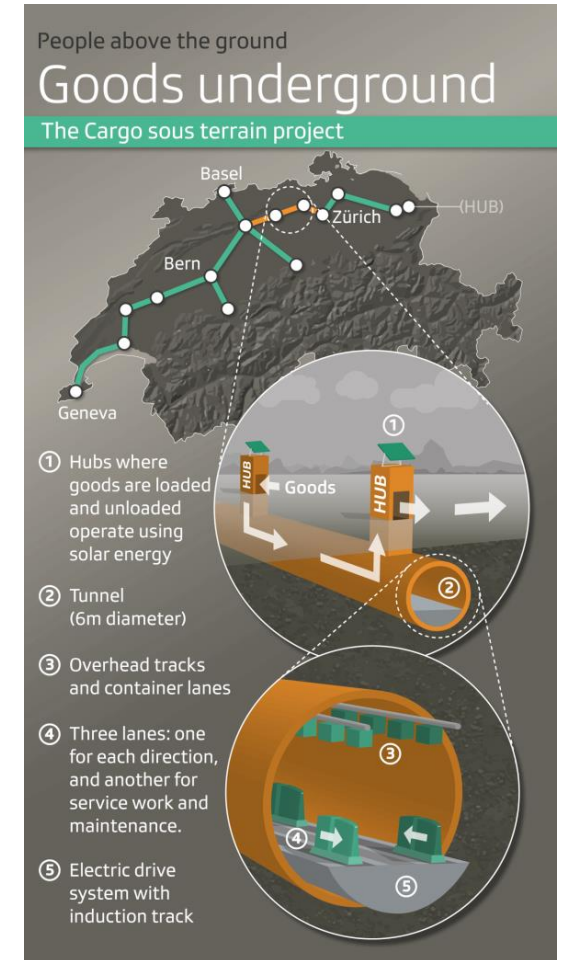 People above the ground
Goods underground
The Cargo sous terrain project
Basel
Zürich
(HUB)
Bern
Geneva
①
HUB
Goods
HUB
① Hubs where
goods are loaded
and unloaded
operate using
solar energy
②
② Tunnel
(6m diameter)
③ Overhead tracks
and container lanes
③
④ Three lanes: one
for each direction,
and another for
service work and
maintenance.
④
⑤
⑤ Electric drive
system with
induction track